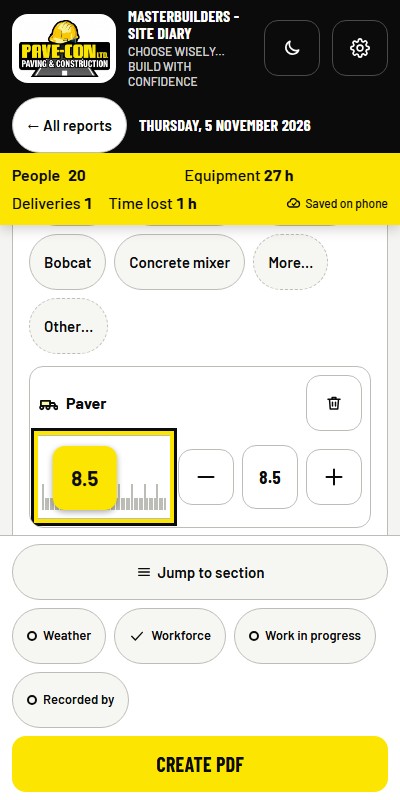 PAVE-CON LTD.
PAVING & CONSTRUCTION
MASTERBUILDERS -
SITE DIARY
CHOOSE WISELY...
BUILD WITH
CONFIDENCE
← All reports
THURSDAY, 5 NOVEMBER 2026
People 20
Equipment 27 h
Deliveries 1
Time lost 1 h
Saved on phone
Bobcat
Concrete mixer
More...
Other...
Paver
8.5
8.5
Jump to section
Weather
Workforce
Work in progress
Recorded by
CREATE PDF